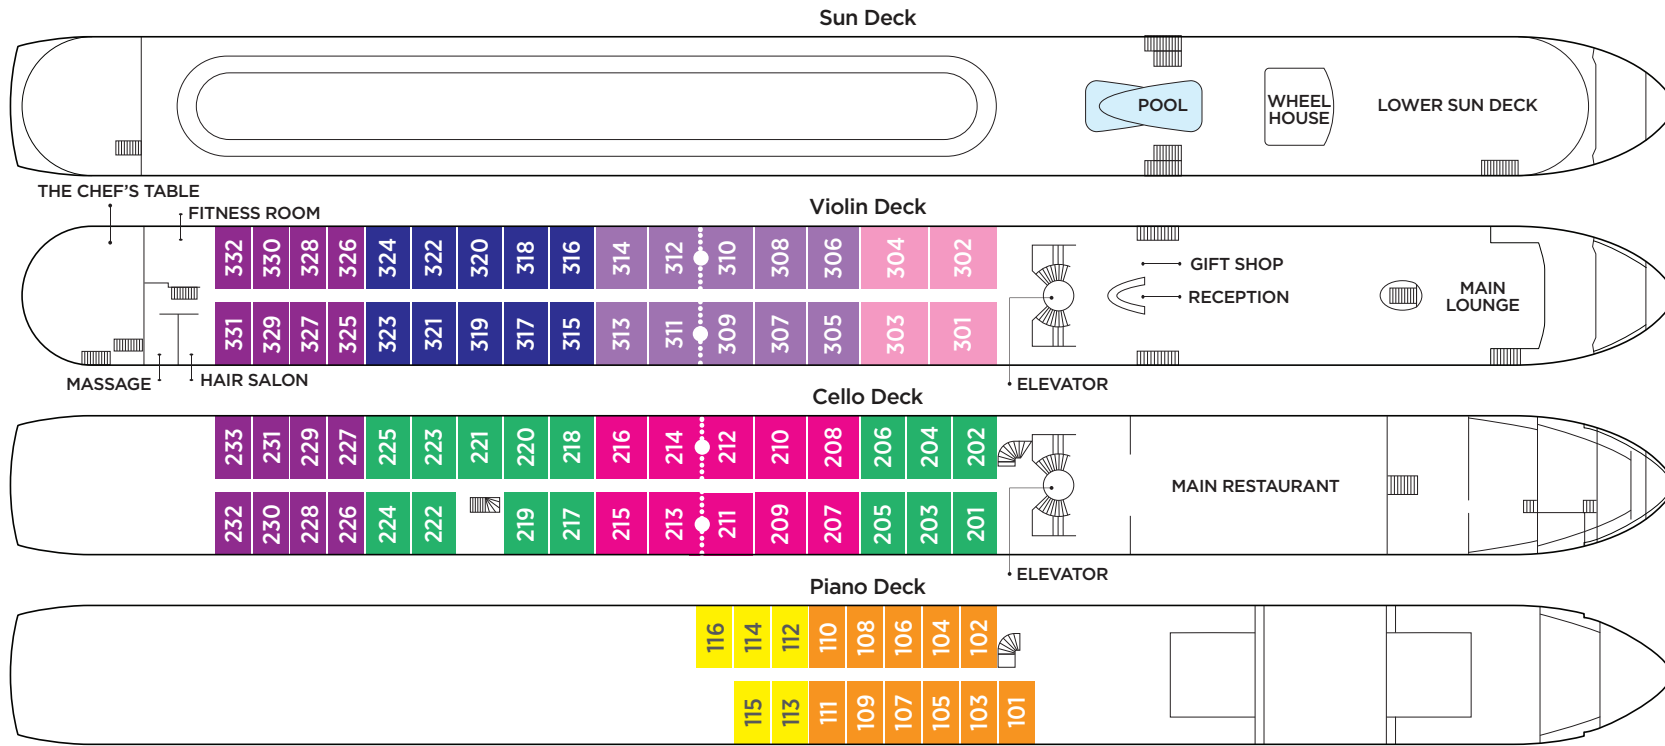 Sun Deck
POOL
WHEEL
HOUSE
LOWER SUN DECK
THE CHEF'S TABLE
FITNESS ROOM
Violin Deck
332 330 328 326 324 322 320 318 316 314 312 310 308 306 304 302
GIFT SHOP
RECEPTION
MAIN
LOUNGE
331 329 327 325 323 321 319 317 315 313 311 309 307 305 303 301
MASSAGE
HAIR SALON
ELEVATOR
Cello Deck
233 231 229 227 225 223 221 220 218 216 214 212 210 208 206 204 202
MAIN RESTAURANT
232 230 228 226 224 222 219 217 215 213 211 209 207 205 203 201
ELEVATOR
Piano Deck
116 114 112 110 108 106 104 102
115 113 111 109 107 105 103 101